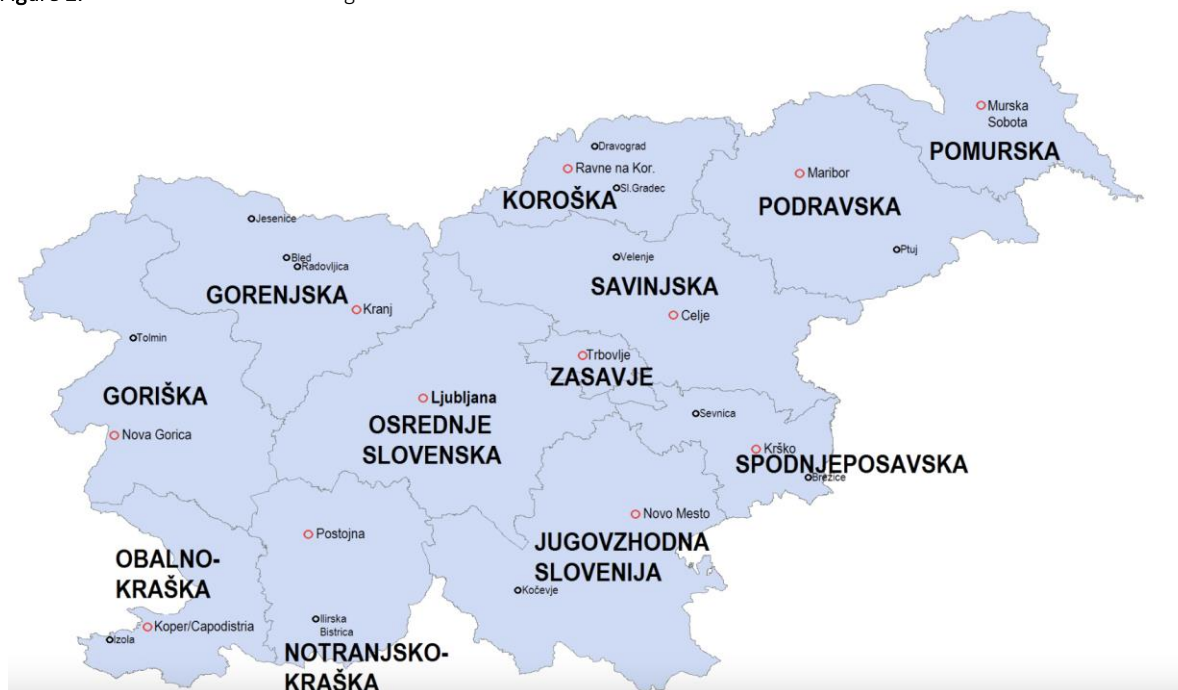 Murska
Sobota
POMURSKA
Dravograd
Ravne na Kor.
Sl.Gradec
KOROŠKA
Maribor
PODRAVSKA
Ptuj
Jesenice
Bled
Radovljica
GORENJSKA
Kranj
Velenje
SAVINJSKA
Celje
Tolmin
GORIŠKA
Nova Gorica
Trbovlje
ZASAVJE
Ljubljana
OSREDNJE
SLOVENSKA
Sevnica
Krško
SPODNJEPOSAVSKA
Brežice
Novo Mesto
JUGOVZHODNA
SLOVENIJA
Kočevje
Postojna
OBALNO-
KRAŠKA
Koper/Capodistria
Izola
Ilirska
Bistrica
NOTRANJSKO-
KRAŠKA